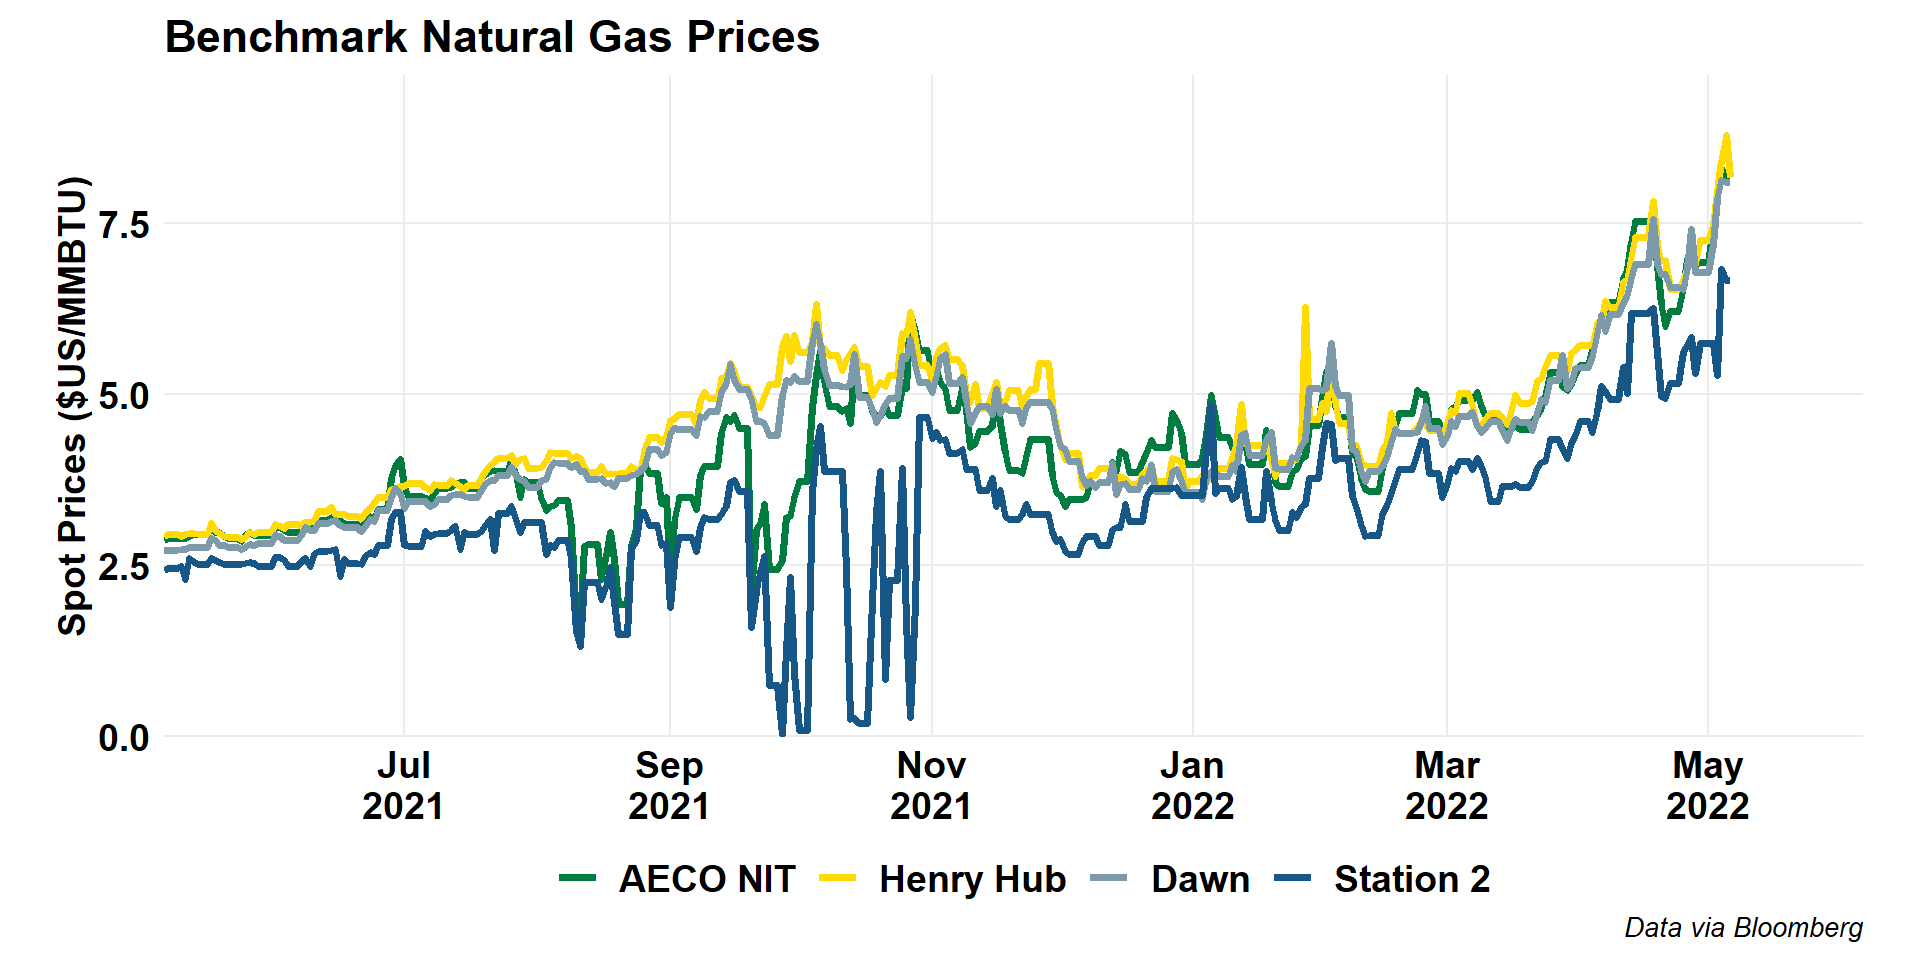 Benchmark Natural Gas Prices
Spot Prices ($US/MMBTU)
7.5
5.0
2.5
0.0
Jul Sep Nov Jan Mar May
2021 2021 2021 2022 2022 2022
AECO NIT Henry Hub Dawn Station 2
Data via Bloomberg